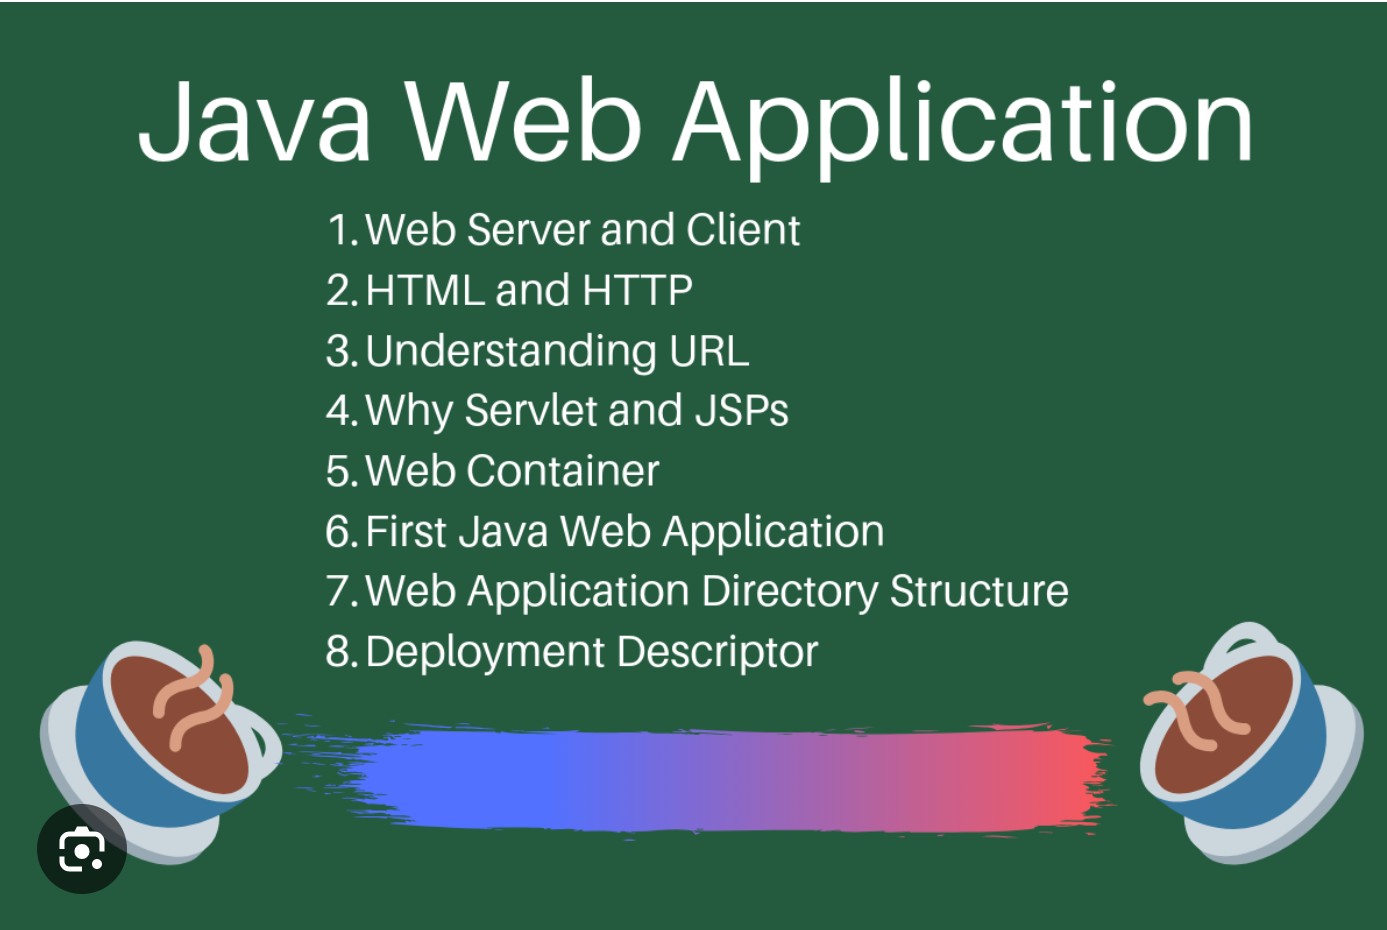 Java Web Application
1. Web Server and Client
2. HTML and HTTP
3. Understanding URL
4. Why Servlet and JSPs
5. Web Container
6. First Java Web Application
7. Web Application Directory Structure
8. Deployment Descriptor